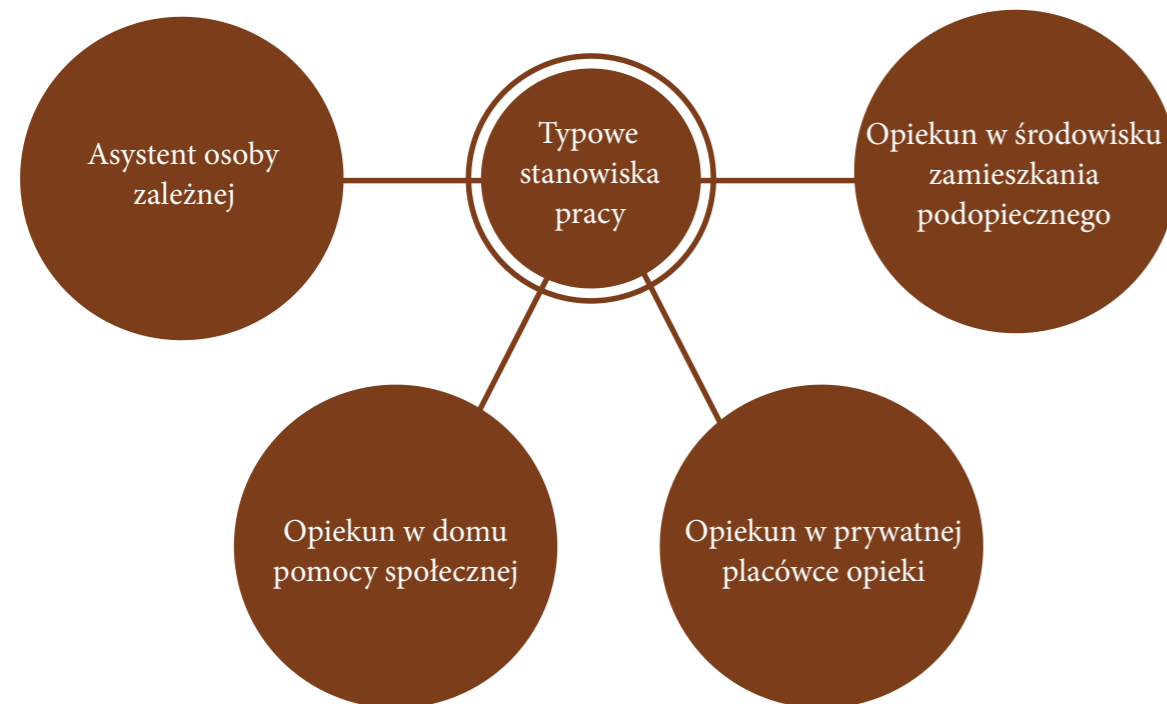 Typowe
stanowiska
pracy
Asystent osoby
zależnej
Opiekun w środowisku
zamieszkania
podopiecznego
Opiekun w domu
pomocy społecznej
Opiekun w prywatnej
placówce opieki